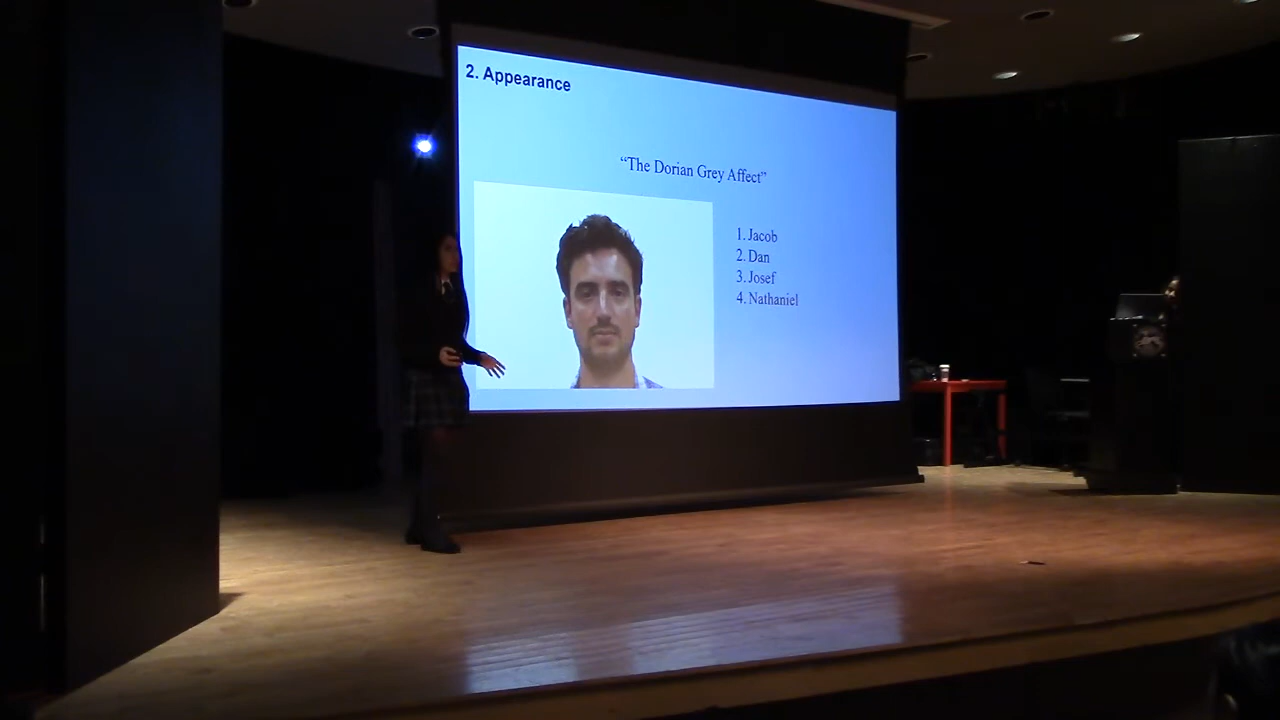 2. Appearance
“The Dorian Grey Affect”
1. Jacob
2. Dan
3. Josef
4. Nathaniel